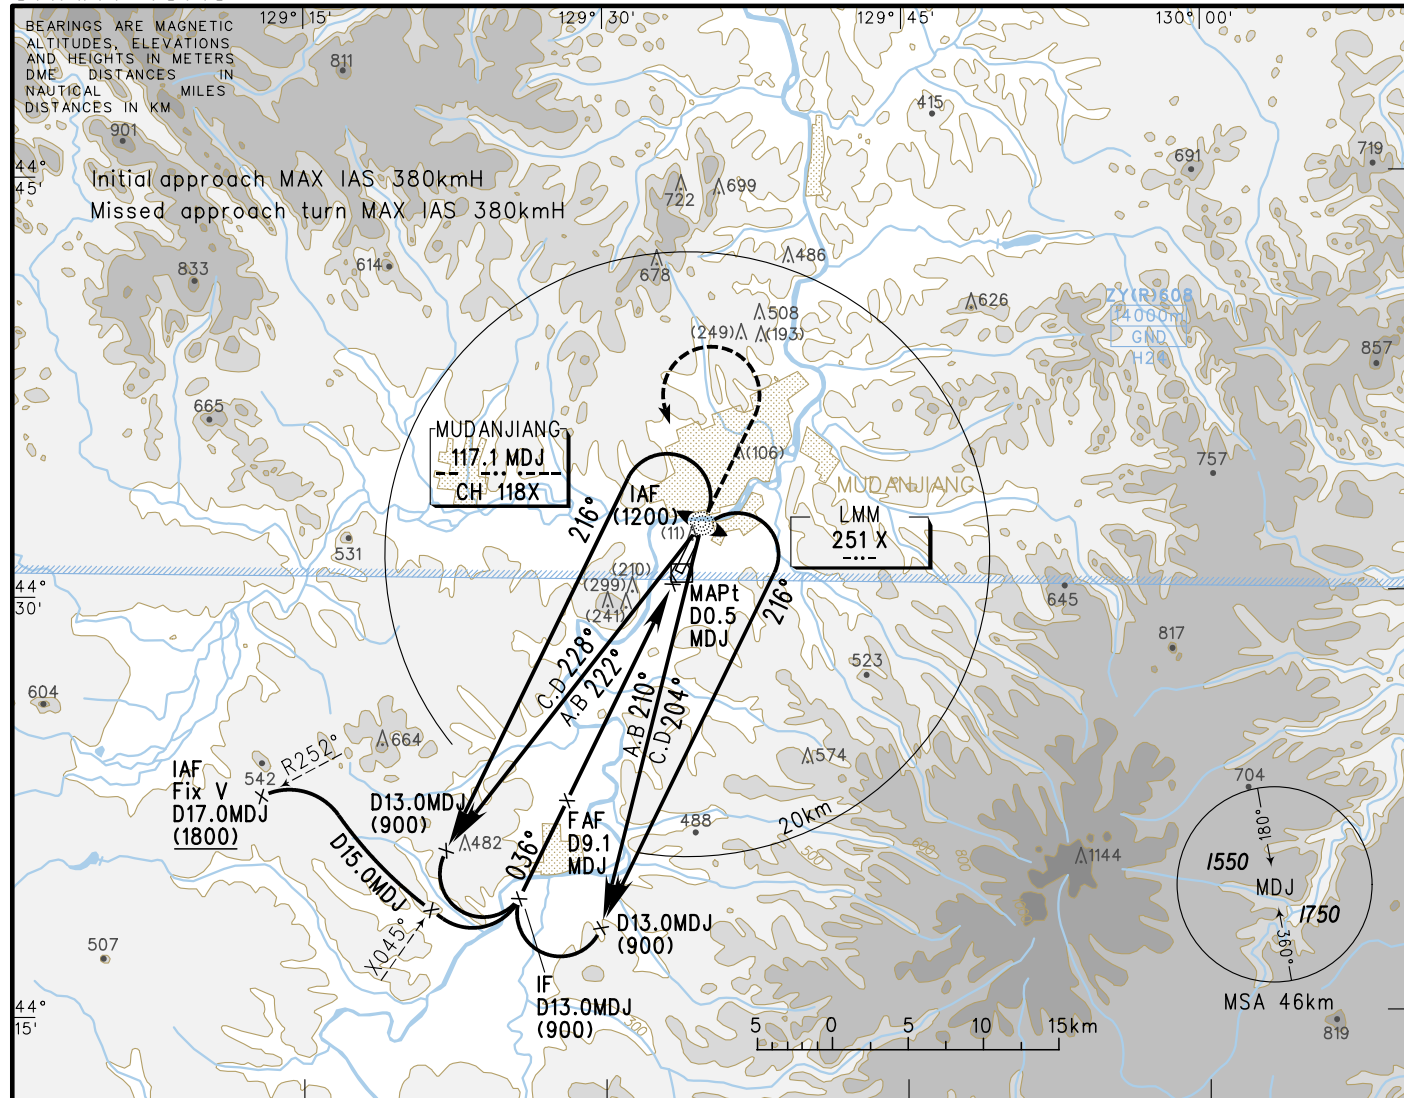 129° 15'
129° 30'
129° 45'
130° 00'
BEARINGS ARE MAGNETIC
ALTITUDES, ELEVATIONS
AND HEIGHTS IN METERS
DME DISTANCES IN
NAUTICAL MILES
DISTANCES IN KM
811
901
415
691
719
44°
45'
Initial approach MAX IAS 380kmH
Missed approach turn MAX IAS 380kmH
722
699
833
614
678
486
626
ZY(R)608
14000m
GND
H24
508
(249)
(193)
857
665
MUDANJIANG
117.1 MDJ
CH 118X
(106)
757
MUDANJIANG
IAF
(1200)
216°
LMM
251 X
(11)
531
44°
30'
(210)
(299)
(241)
MAPt
D0.5
MDJ
216°
645
817
523
604
C.D 228°
A.B 222°
A.B 210°
C.D 204°
664
574
R252°
542
IAF
Fix V
D17.0MDJ
(1800)
704
D13.0MDJ
(900)
482
FAF
D9.1
MDJ
488
20km
500
600
800
1144
180°
1550
MDJ
1750
360°
MSA 46km
036°
D15.0MDJ
X045°
D13.0MDJ
(900)
507
IF
D13.0MDJ
(900)
300
44°
15'
5 0 5 10 15km
819